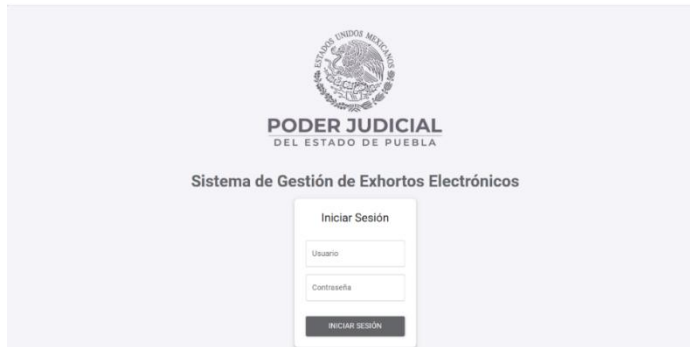 ESTADOS UNIDOS MEXICANOS
PODER JUDICIAL
DEL ESTADO DE PUEBLA
Sistema de Gestión de Exhortos Electrónicos
Iniciar Sesión
Usuario
Contraseña
INICIAR SESIÓN